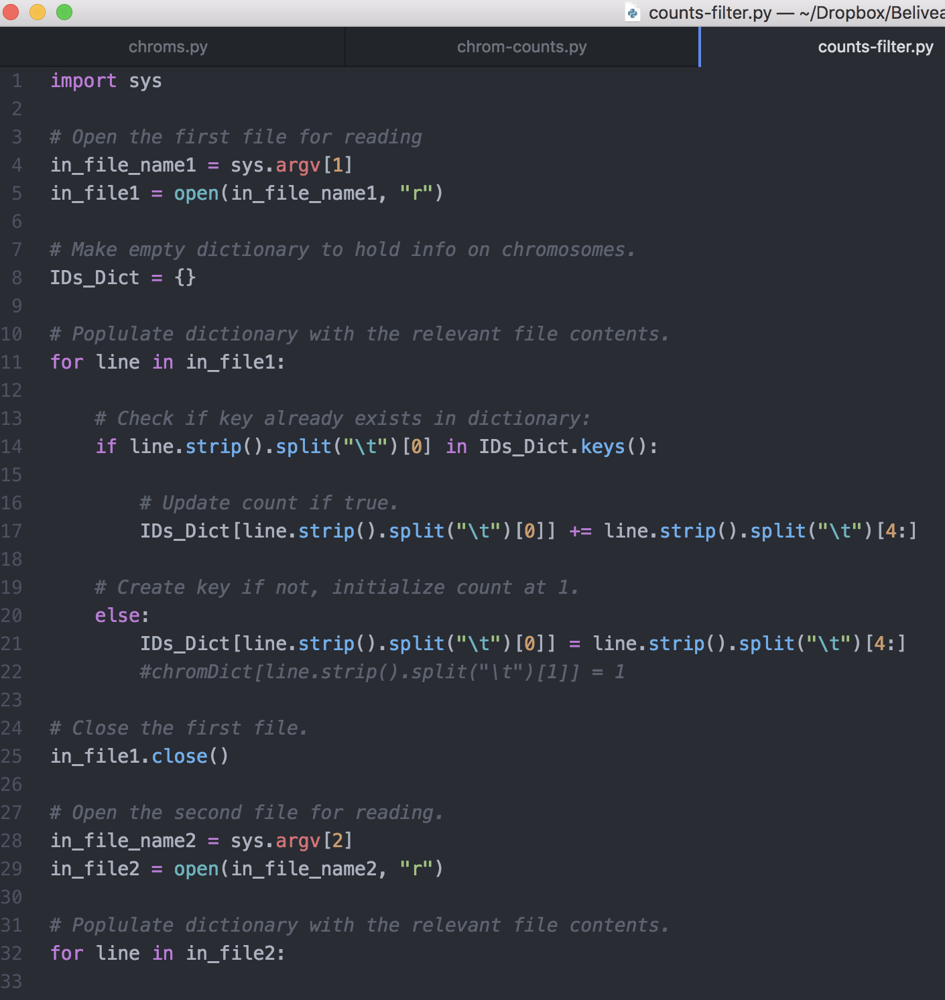 counts-filter.py — ~/Dropbox/Belivea
chroms.py chrom-counts.py counts-filter.py
1 import sys
2
3 # Open the first file for reading
4 in_file_name1 = sys.argv[1]
5 in_file1 = open(in_file_name1, "r")
6
7 # Make empty dictionary to hold info on chromosomes.
8 IDs_Dict = {}
9
10 # Poplulate dictionary with the relevant file contents.
11 for line in in_file1:
12
13     # Check if key already exists in dictionary:
14     if line.strip().split("\t")[0] in IDs_Dict.keys():
15
16         # Update count if true.
17         IDs_Dict[line.strip().split("\t")[0]] += line.strip().split("\t")[4:]
18
19     # Create key if not, initialize count at 1.
20     else:
21         IDs_Dict[line.strip().split("\t")[0]] = line.strip().split("\t")[4:]
22         #chromDict[line.strip().split("\t")[1]] = 1
23
24 # Close the first file.
25 in_file1.close()
26
27 # Open the second file for reading.
28 in_file_name2 = sys.argv[2]
29 in_file2 = open(in_file_name2, "r")
30
31 # Poplulate dictionary with the relevant file contents.
32 for line in in_file2:
33